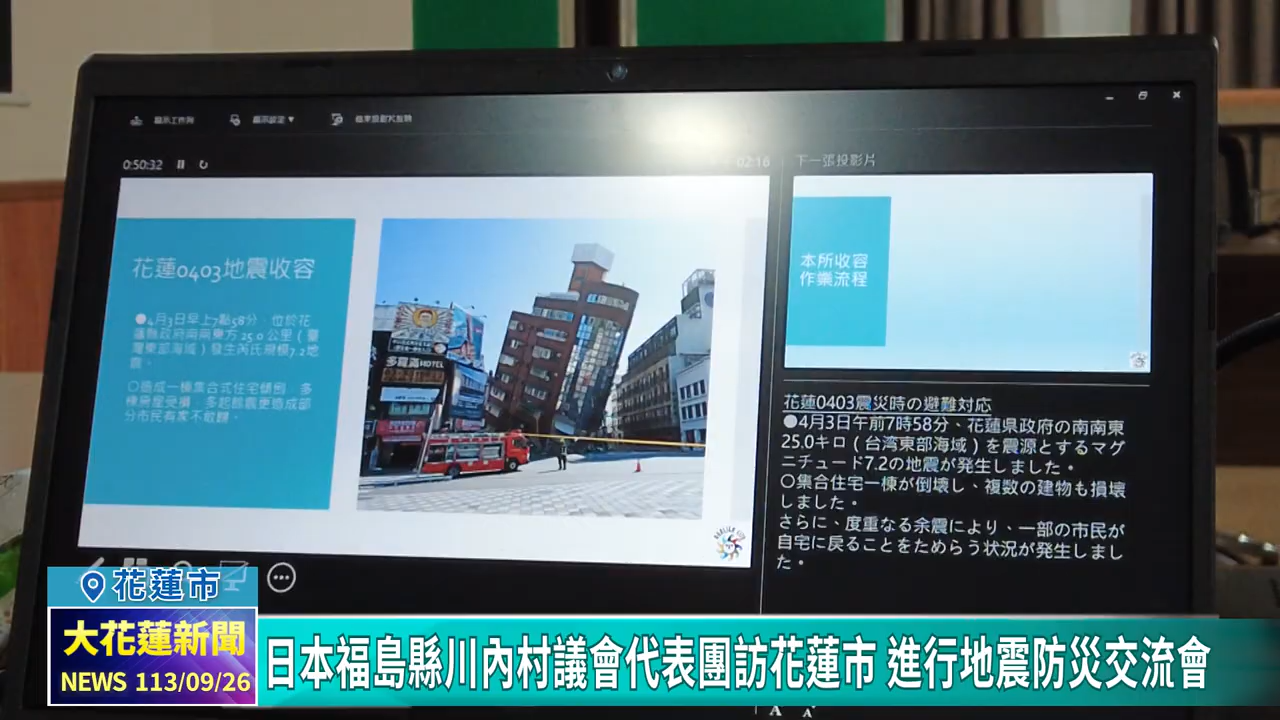 0:50:32
02:16
下一張投影片
花蓮0403地震收容
●4月3日早上7點58分，位於花
蓮縣政府南南東方 25.0 公里（臺
灣東部海域）發生芮氏規模7.2地
震。
○造成一棟集合式住宅傾倒，多
棟房屋受損，多起餘震更造成部
分市民有家不敢歸。
多羅滿HOTEL
本所收容
作業流程
花蓮0403震災時の避難対応
●4月3日午前7時58分、花蓮県政府の南南東
25.0キロ（台湾東部海域）を震源とするマグ
ニチュード7.2の地震が発生しました。
○集合住宅一棟が倒壊し、複数の建物も損壊
しました。
さらに、度重なる余震により、一部の市民が
自宅に戻ることをためらう状況が発生しまし
た。
花蓮市
大花蓮新聞
NEWS 113/09/26
日本福島縣川內村議會代表團訪花蓮市 進行地震防災交流會